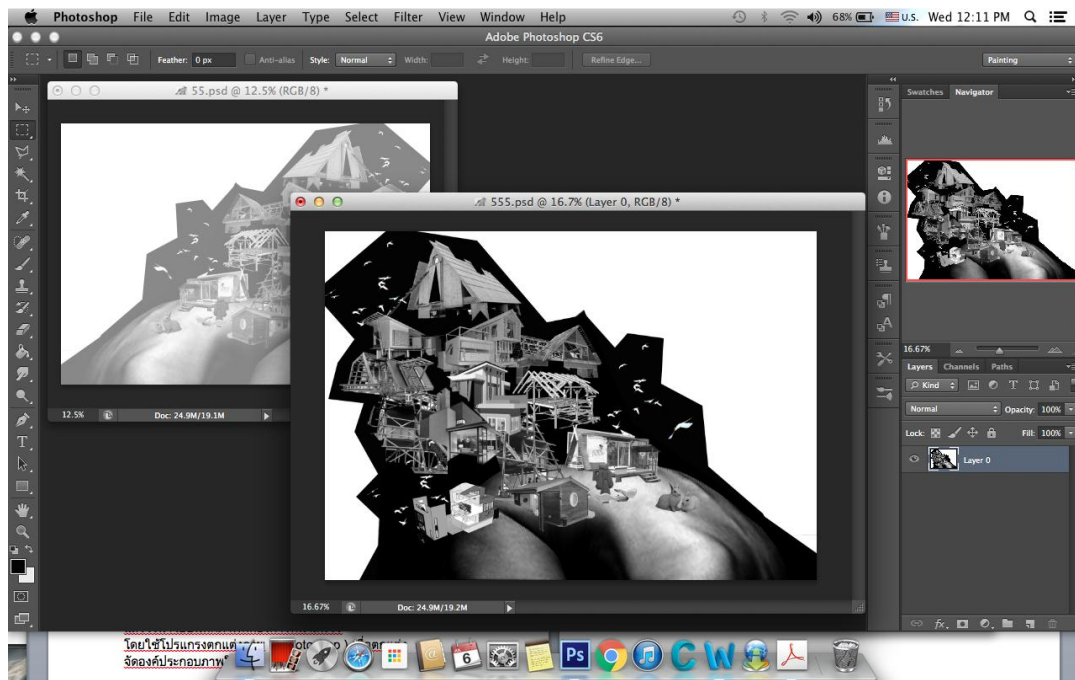 Photoshop File Edit Image Layer Type Select Filter View Window Help 68% U.S. Wed 12:11 PM
Adobe Photoshop CS6
Feather: 0 px Anti-alias Style: Normal Width: Height: Refine Edge... Painting
55.psd @ 12.5% (RGB/8) *
12.5% Doc: 24.9M/19.1M
555.psd @ 16.7% (Layer 0, RGB/8) *
16.67% Doc: 24.9M/19.2M
Swatches Navigator
16.67%
Layers Channels Paths
Kind
Normal Opacity: 100%
Lock: Fill: 100%
Layer 0
โดยใช้โปรแกรงตกแต่ง
จัดองค์ประกอบภาพ
6
Ps